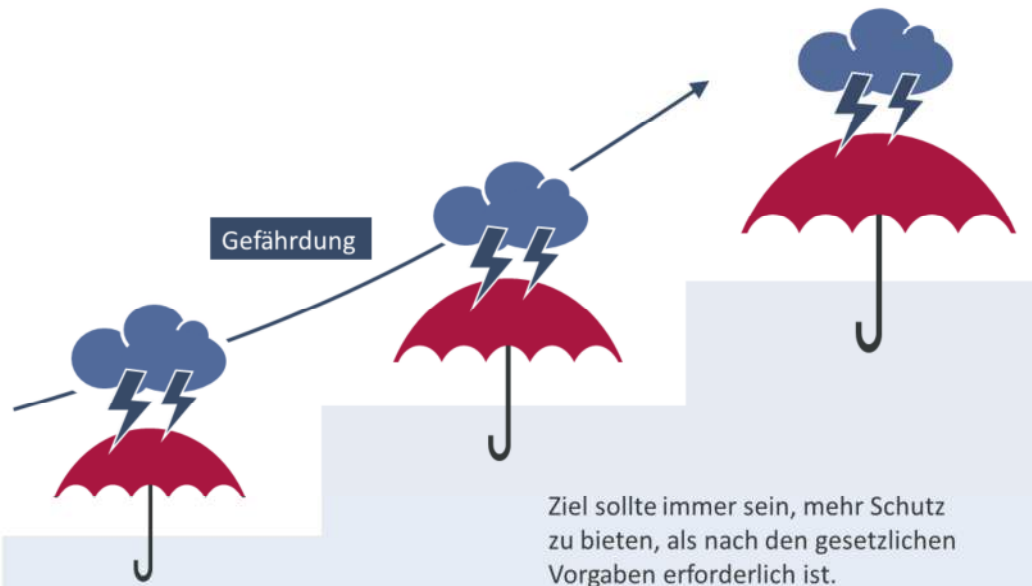 Gefährdung
Ziel sollte immer sein, mehr Schutz
zu bieten, als nach den gesetzlichen
Vorgaben erforderlich ist.